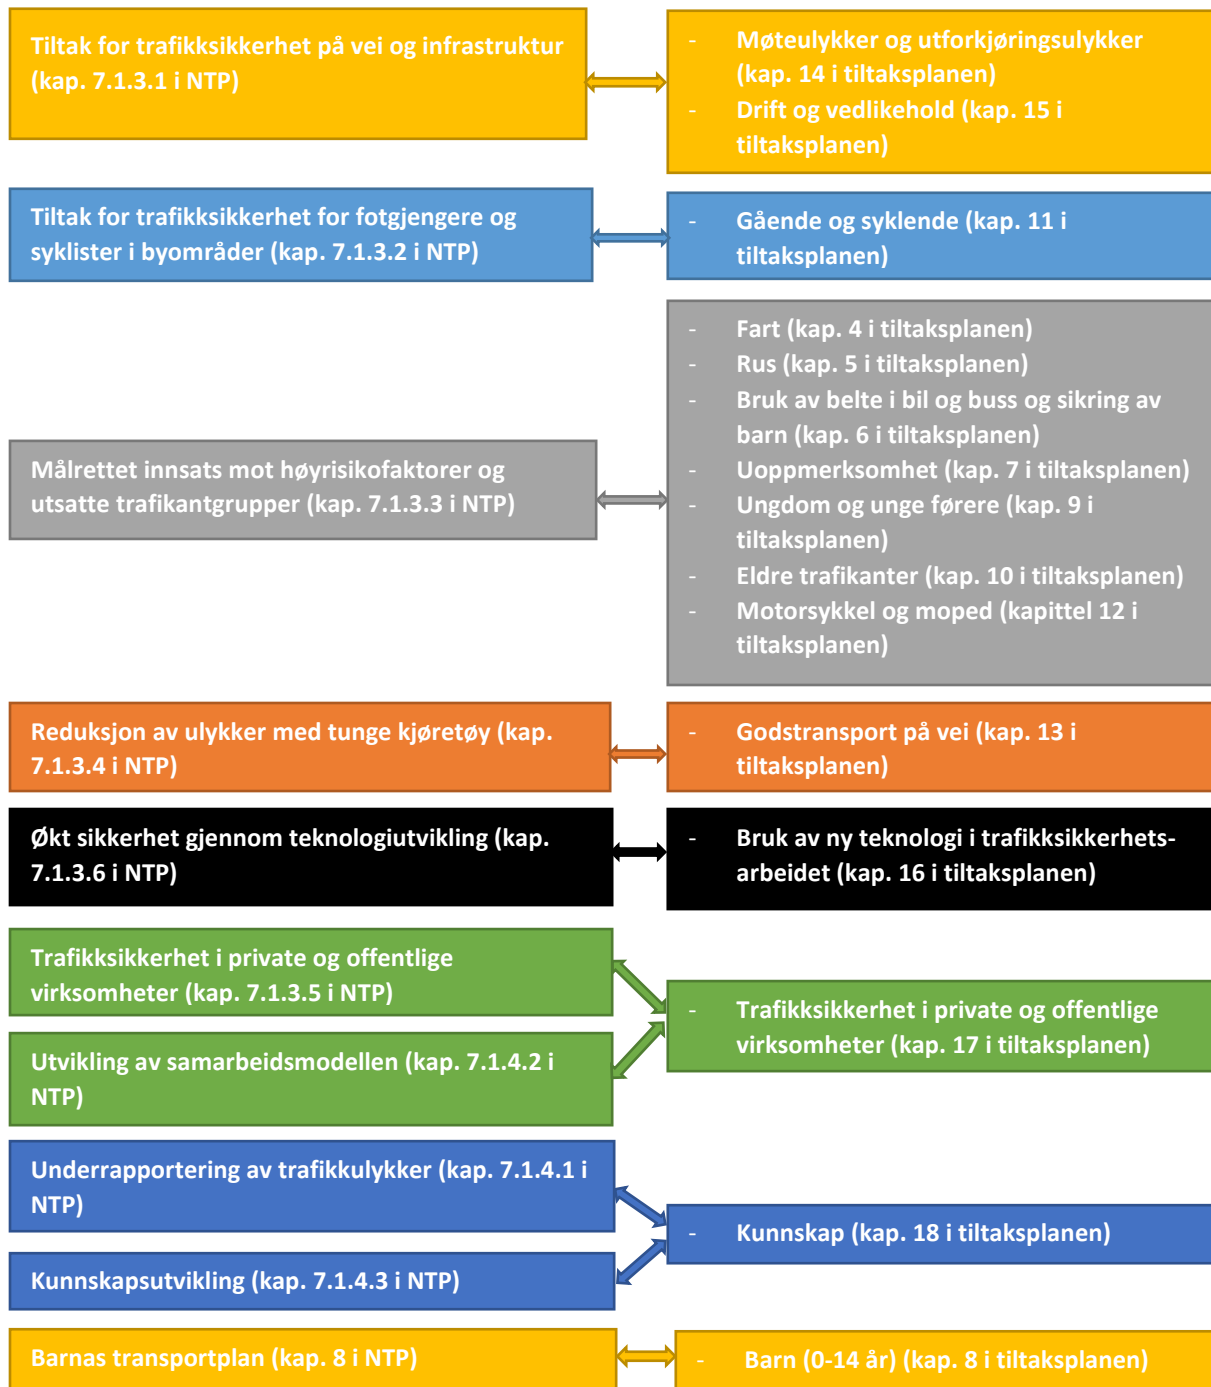 Tiltak for trafikksikkerhet på vei og infrastruktur
(kap. 7.1.3.1 i NTP)
- Møteulykker og utforkjøringsulykker
(kap. 14 i tiltaksplanen)
- Drift og vedlikehold (kap. 15 i
tiltaksplanen)
Tiltak for trafikksikkerhet for fotgjengere og
syklister i byområder (kap. 7.1.3.2 i NTP)
- Gående og syklende (kap. 11 i
tiltaksplanen)
Målrettet innsats mot høyrisikofaktorer og
utsatte trafikantgrupper (kap. 7.1.3.3 i NTP)
- Fart (kap. 4 i tiltaksplanen)
- Rus (kap. 5 i tiltaksplanen)
- Bruk av belte i bil og buss og sikring av
barn (kap. 6 i tiltaksplanen)
- Uoppmerksomhet (kap. 7 i tiltaksplanen)
- Ungdom og unge førere (kap. 9 i
tiltaksplanen)
- Eldre trafikanter (kap. 10 i tiltaksplanen)
- Motorsykkel og moped (kapittel 12 i
tiltaksplanen)
Reduksjon av ulykker med tunge kjøretøy (kap.
7.1.3.4 i NTP)
- Godstransport på vei (kap. 13 i
tiltaksplanen)
Økt sikkerhet gjennom teknologiutvikling (kap.
7.1.3.6 i NTP)
- Bruk av ny teknologi i trafikksikkerhets-
arbeidet (kap. 16 i tiltaksplanen)
Trafikksikkerhet i private og offentlige
virksomheter (kap. 7.1.3.5 i NTP)
Utvikling av samarbeidsmodellen (kap. 7.1.4.2 i
NTP)
- Trafikksikkerhet i private og offentlige
virksomheter (kap. 17 i tiltaksplanen)
Underrapportering av trafikkulykker (kap. 7.1.4.1 i
NTP)
Kunnskapsutvikling (kap. 7.1.4.3 i NTP)
- Kunnskap (kap. 18 i tiltaksplanen)
Barnas transportplan (kap. 8 i NTP)
- Barn (0-14 år) (kap. 8 i tiltaksplanen)